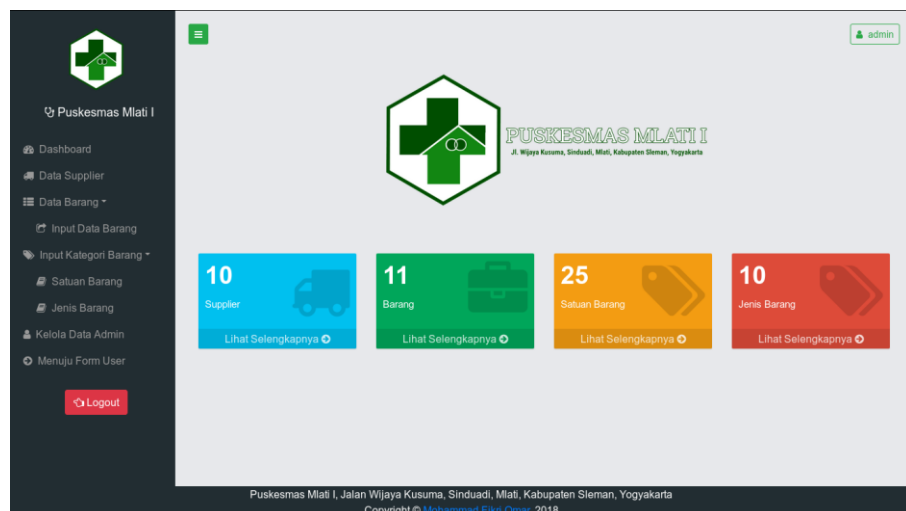 admin
Puskesmas Mlati I
Dashboard
Data Supplier
Data Barang
Input Data Barang
Input Kategori Barang
Satuan Barang
Jenis Barang
Kelola Data Admin
Menuju Form User
Logout
PUSKESMAS MLATI I
Jl. Wijaya Kusuma, Sinduadi, Mlati, Kabupaten Sleman, Yogyakarta
10
Supplier
Lihat Selengkapnya
11
Barang
Lihat Selengkapnya
25
Satuan Barang
Lihat Selengkapnya
10
Jenis Barang
Lihat Selengkapnya
Puskesmas Mlati I, Jalan Wijaya Kusuma, Sinduadi, Mlati, Kabupaten Sleman, Yogyakarta
Copyright © Mohammad Fikri Omar, 2018